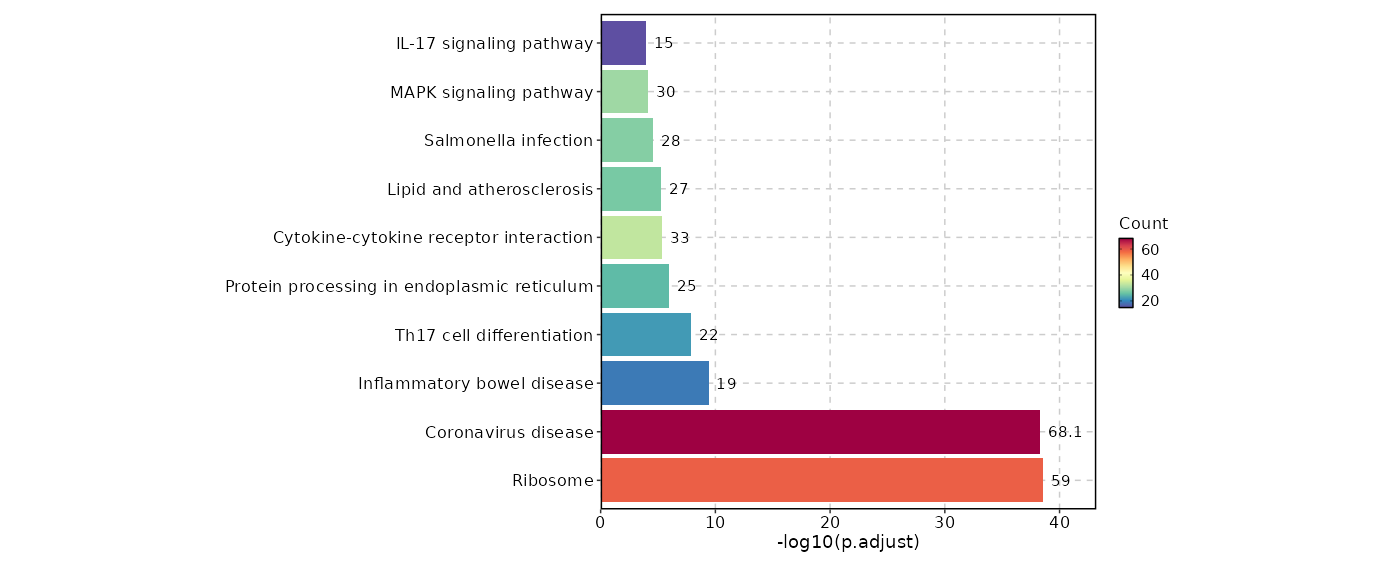 IL-17 signaling pathway 15
MAPK signaling pathway 30
Salmonella infection 28
Lipid and atherosclerosis 27
Cytokine-cytokine receptor interaction 33
Protein processing in endoplasmic reticulum 25
Th17 cell differentiation 22
Inflammatory bowel disease 19
Coronavirus disease 68.1
Ribosome 59
0 10 20 30 40
-log10(p.adjust)
Count
60
40
20